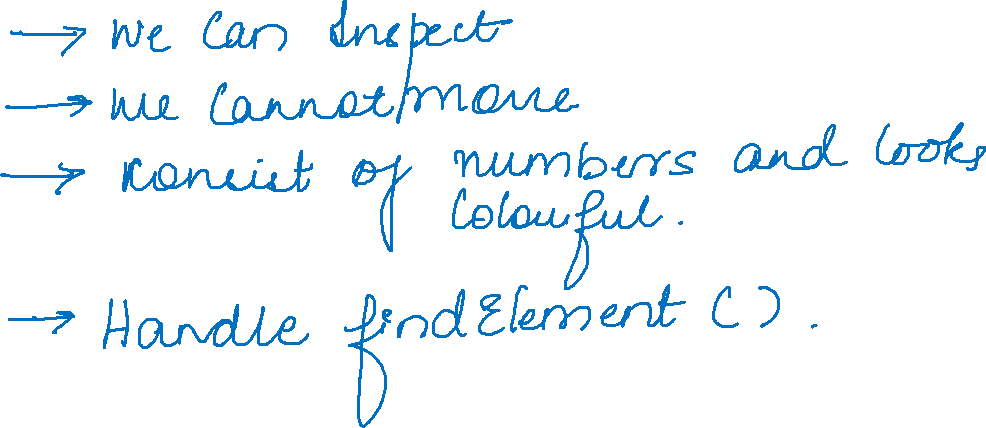 → We Can Inspect
→ We Cannot move
→ Consist of numbers and looks
Colourful.
→ Handle findElement ( ) .